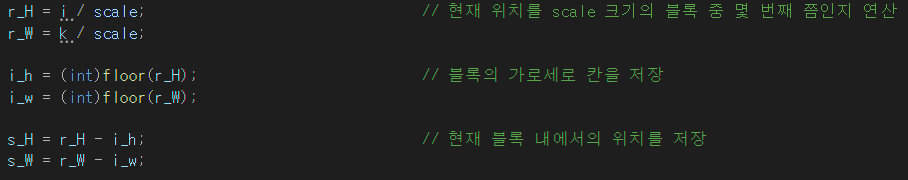 r_H = i / scale; // 현재 위치를 scale 크기의 블록 중 몇 번째 쯤인지 연산
r_W = k / scale;
i_h = (int)floor(r_H); // 블록의 가로세로 칸을 저장
i_w = (int)floor(r_W);
s_H = r_H - i_h; // 현재 블록 내에서의 위치를 저장
s_W = r_W - i_w;